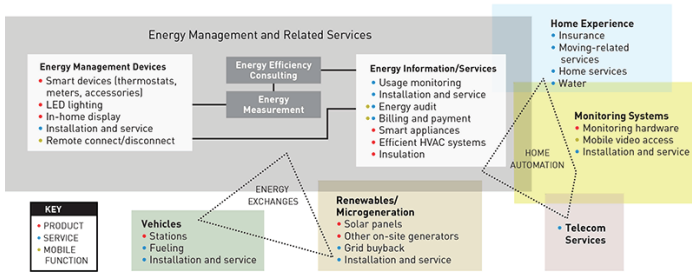 Energy Management and Related Services
Energy Management Devices
Smart devices (thermostats,
meters, accessories)
LED lighting
In-home display
Installation and service
Remote connect/disconnect
Energy Efficiency
Consulting
Energy
Measurement
Energy Information/Services
Usage monitoring
Installation and service
Energy audit
Billing and payment
Smart appliances
Efficient HVAC systems
Insulation
Home Experience
Insurance
Moving-related
services
Home services
Water
Monitoring Systems
Monitoring hardware
Mobile video access
Installation and service
HOME
AUTOMATION
ENERGY
EXCHANGES
KEY
PRODUCT
SERVICE
MOBILE
FUNCTION
Vehicles
Stations
Fueling
Installation and service
Renewables/
Microgeneration
Solar panels
Other on-site generators
Grid buyback
Installation and service
Telecom
Services